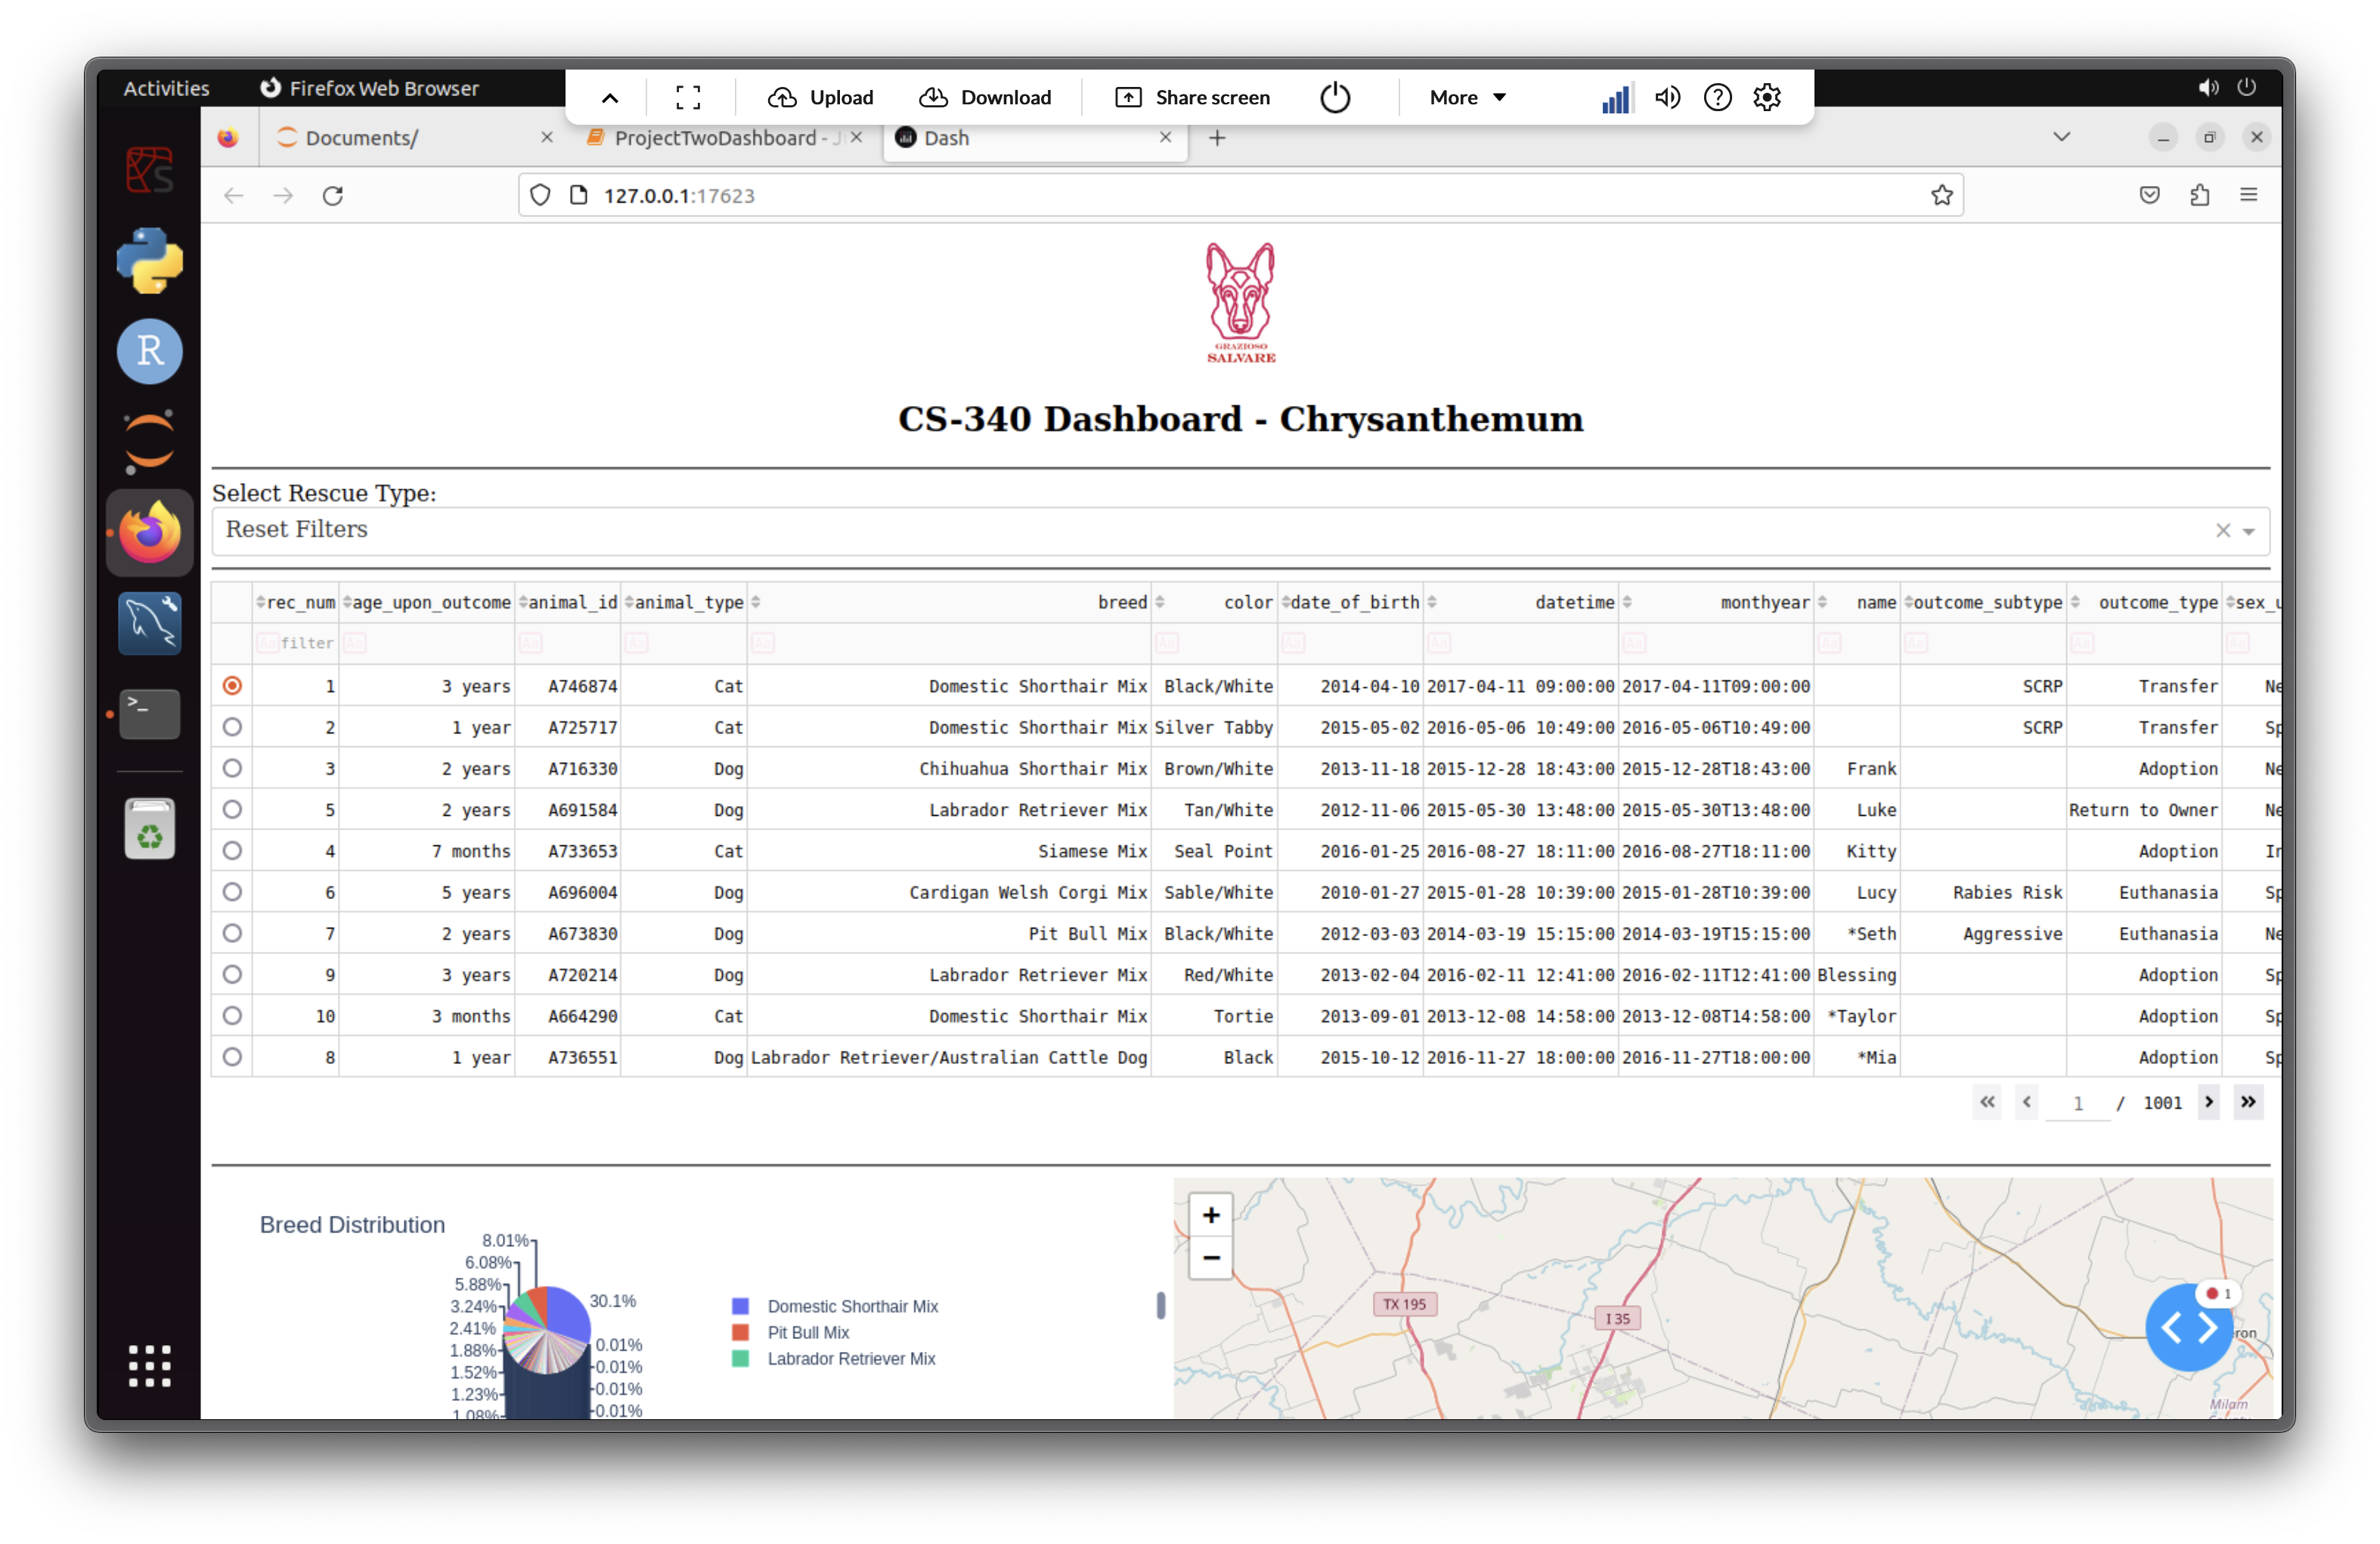 Activities Firefox Web Browser Upload Download Share screen More
Documents/ ProjectTwoDashboard - J Dash
127.0.0.1:17623
GRAZIOSO
SALVARE
CS-340 Dashboard - Chrysanthemum
Select Rescue Type:
Reset Filters
rec_num age_upon_outcome animal_id animal_type breed color date_of_birth datetime monthyear name outcome_subtype outcome_type sex_u
Aa filter Aa Aa Aa Aa Aa Aa Aa Aa Aa Aa Aa Aa
1 3 years A746874 Cat Domestic Shorthair Mix Black/White 2014-04-10 2017-04-11 09:00:00 2017-04-11T09:00:00 SCRP Transfer Ne
2 1 year A725717 Cat Domestic Shorthair Mix Silver Tabby 2015-05-02 2016-05-06 10:49:00 2016-05-06T10:49:00 SCRP Transfer Sp
3 2 years A716330 Dog Chihuahua Shorthair Mix Brown/White 2013-11-18 2015-12-28 18:43:00 2015-12-28T18:43:00 Frank Adoption Ne
5 2 years A691584 Dog Labrador Retriever Mix Tan/White 2012-11-06 2015-05-30 13:48:00 2015-05-30T13:48:00 Luke Return to Owner Ne
4 7 months A733653 Cat Siamese Mix Seal Point 2016-01-25 2016-08-27 18:11:00 2016-08-27T18:11:00 Kitty Adoption In
6 5 years A696004 Dog Cardigan Welsh Corgi Mix Sable/White 2010-01-27 2015-01-28 10:39:00 2015-01-28T10:39:00 Lucy Rabies Risk Euthanasia Sp
7 2 years A673830 Dog Pit Bull Mix Black/White 2012-03-03 2014-03-19 15:15:00 2014-03-19T15:15:00 *Seth Aggressive Euthanasia Ne
9 3 years A720214 Dog Labrador Retriever Mix Red/White 2013-02-04 2016-02-11 12:41:00 2016-02-11T12:41:00 Blessing Adoption Sp
10 3 months A664290 Cat Domestic Shorthair Mix Tortie 2013-09-01 2013-12-08 14:58:00 2013-12-08T14:58:00 *Taylor Adoption Sp
8 1 year A736551 Dog Labrador Retriever/Australian Cattle Dog Black 2015-10-12 2016-11-27 18:00:00 2016-11-27T18:00:00 *Mia Adoption Sp
« ‹ 1 / 1001 › »
Breed Distribution
8.01%
6.08%
5.88%
3.24%
2.41%
1.88%
1.52%
1.23%
1.08%
30.1%
0.01%
0.01%
0.01%
0.01%
Domestic Shorthair Mix
Pit Bull Mix
Labrador Retriever Mix
+
−
TX 195
I 35
1
eron
Milam